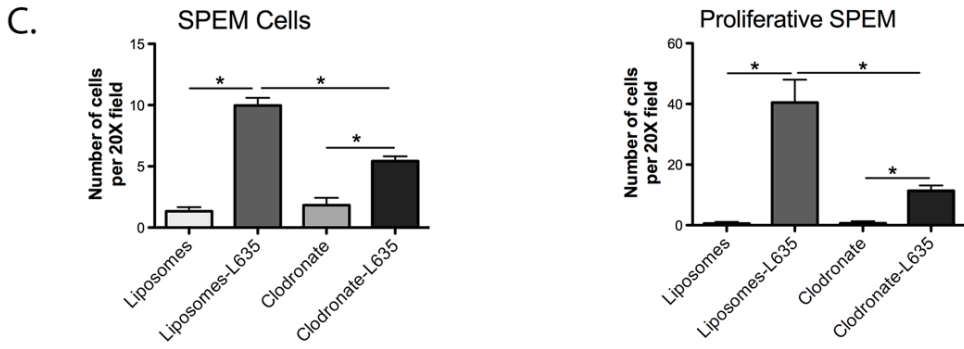 C.
SPEM Cells
Number of cells
per 20X field
15
10
5
0
*
*
*
Liposomes
Liposomes-L635
Clodronate
Clodronate-L635
Proliferative SPEM
Number of cells
per 20X field
60
40
20
0
*
*
*
Liposomes
Liposomes-L635
Clodronate
Clodronate-L635